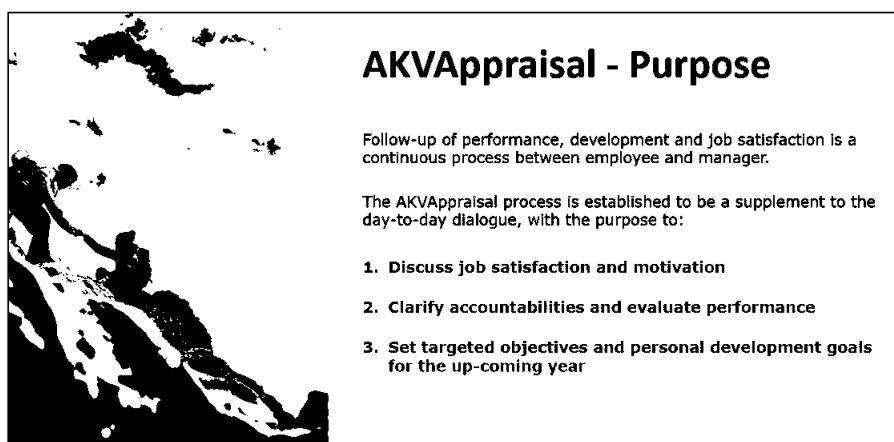 AKVAppraisal - Purpose
Follow-up of performance, development and job satisfaction is a
continuous process between employee and manager.
The AKVAppraisal process is established to be a supplement to the
day-to-day dialogue, with the purpose to:
1. Discuss job satisfaction and motivation
2. Clarify accountabilities and evaluate performance
3. Set targeted objectives and personal development goals
for the up-coming year